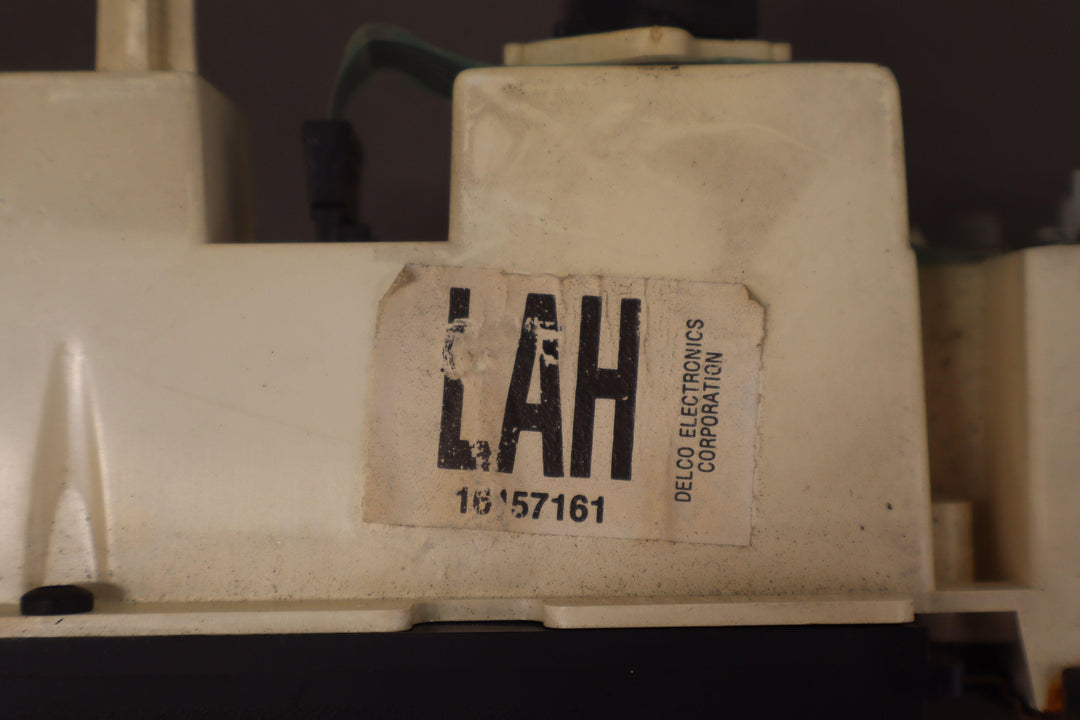 LAH
16157161
DELCO ELECTRONICS
CORPORATION